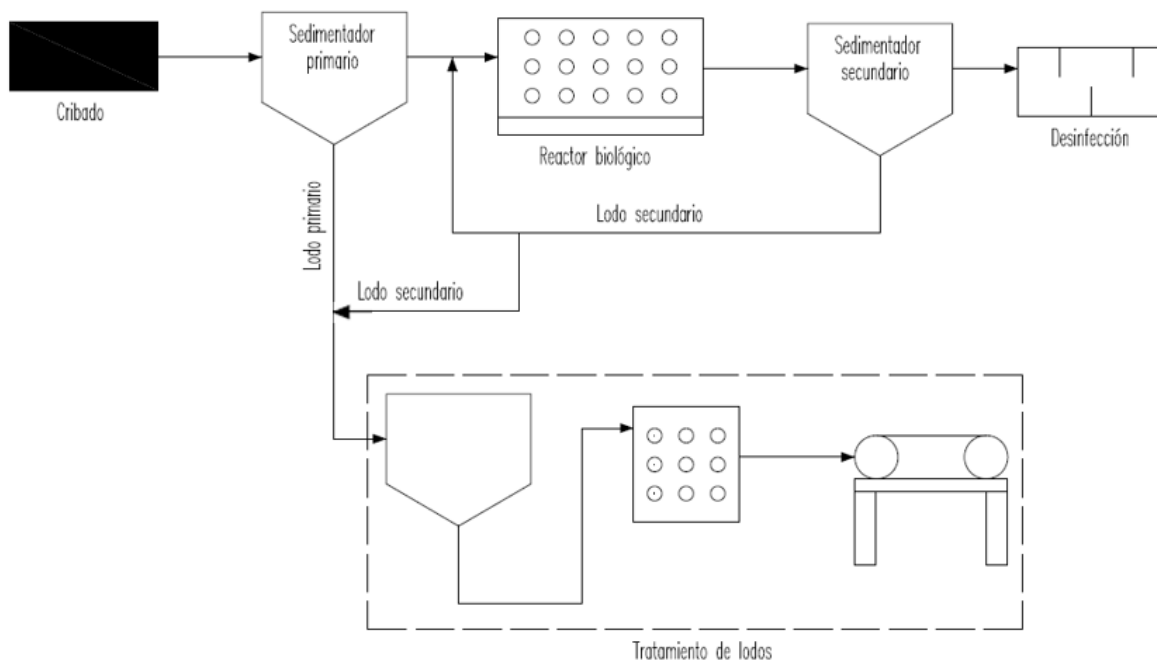 Sedimentador
primario
Sedimentador
secundario
Cribado
Reactor biológico
Desinfección
Lodo primario
Lodo secundario
Lodo secundario
Tratamiento de lodos